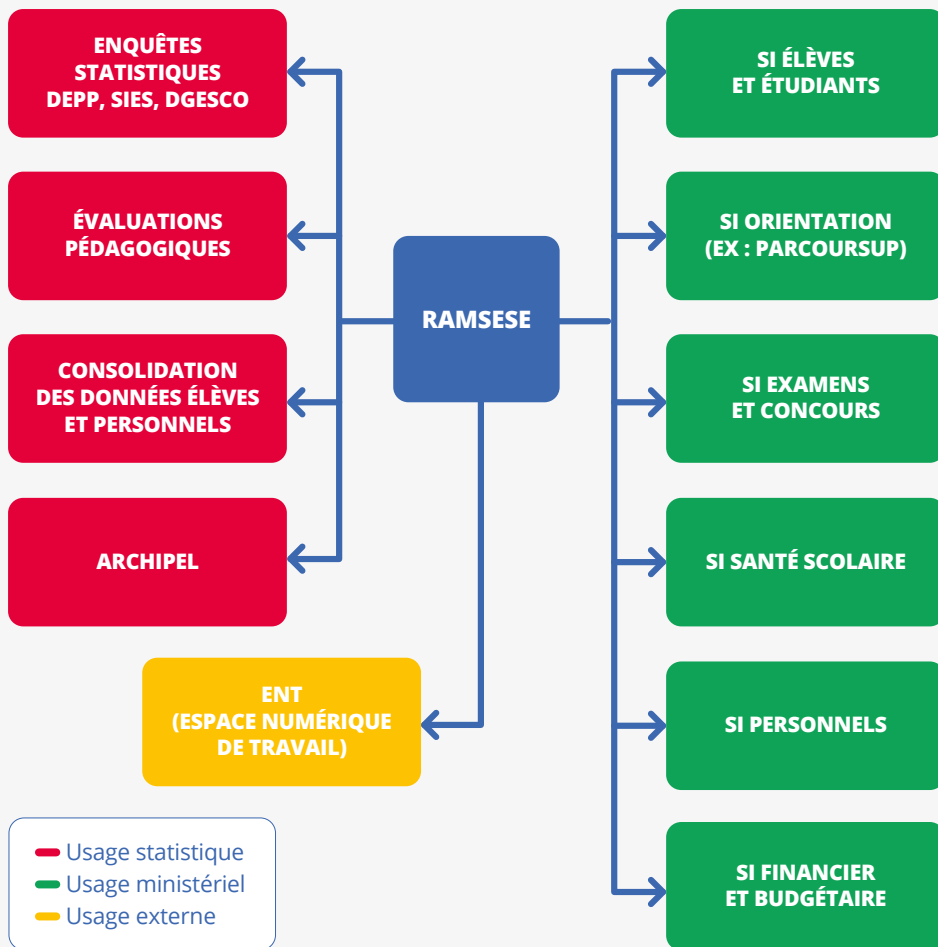 ENQUÊTES
STATISTIQUES
DEPP, SIES, DGESCO
ÉVALUATIONS
PÉDAGOGIQUES
CONSOLIDATION
DES DONNÉES ÉLÈVES
ET PERSONNELS
ARCHIPEL
ENT
(ESPACE NUMÉRIQUE
DE TRAVAIL)
RAMSESE
SI ÉLÈVES
ET ÉTUDIANTS
SI ORIENTATION
(EX : PARCOURSUP)
SI EXAMENS
ET CONCOURS
SI SANTÉ SCOLAIRE
SI PERSONNELS
SI FINANCIER
ET BUDGÉTAIRE
Usage statistique
Usage ministériel
Usage externe